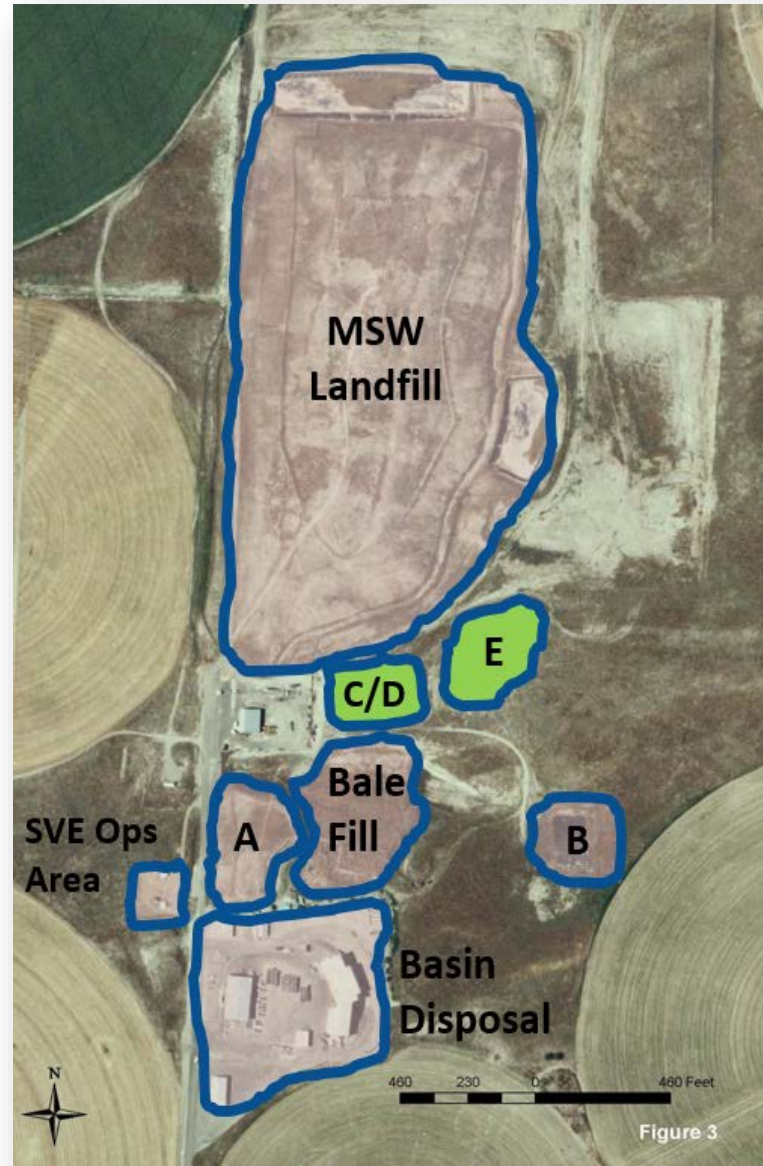 MSW
Landfill
E
C/D
Bale
Fill
A
B
SVE Ops
Area
Basin
Disposal
N
460 230 0 460 Feet
Figure 3